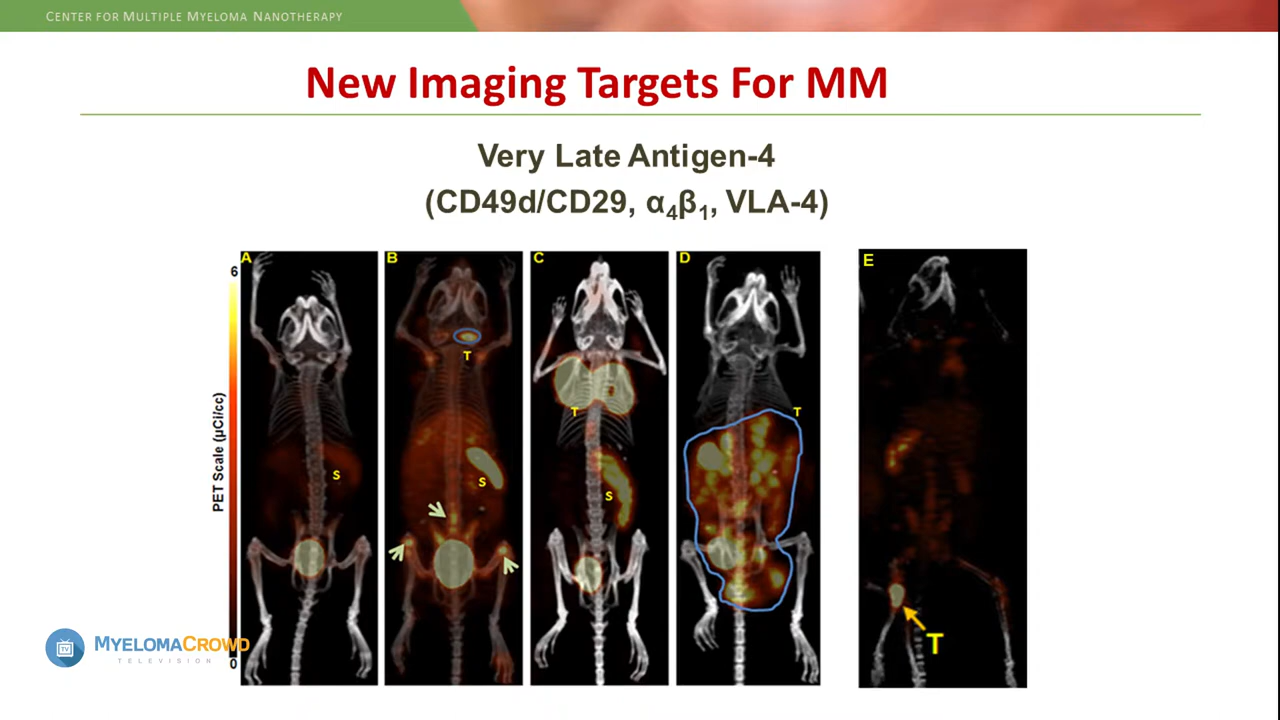 CENTER FOR MULTIPLE MYELOMA NANOTHERAPY
New Imaging Targets For MM
Very Late Antigen-4
(CD49d/CD29, α₄β₁, VLA-4)
A
B
C
D
E
6
PET Scale (µCi/cc)
0
S
T
S
T
S
T
T
MYELOMACROWD
TELEVISION
TV